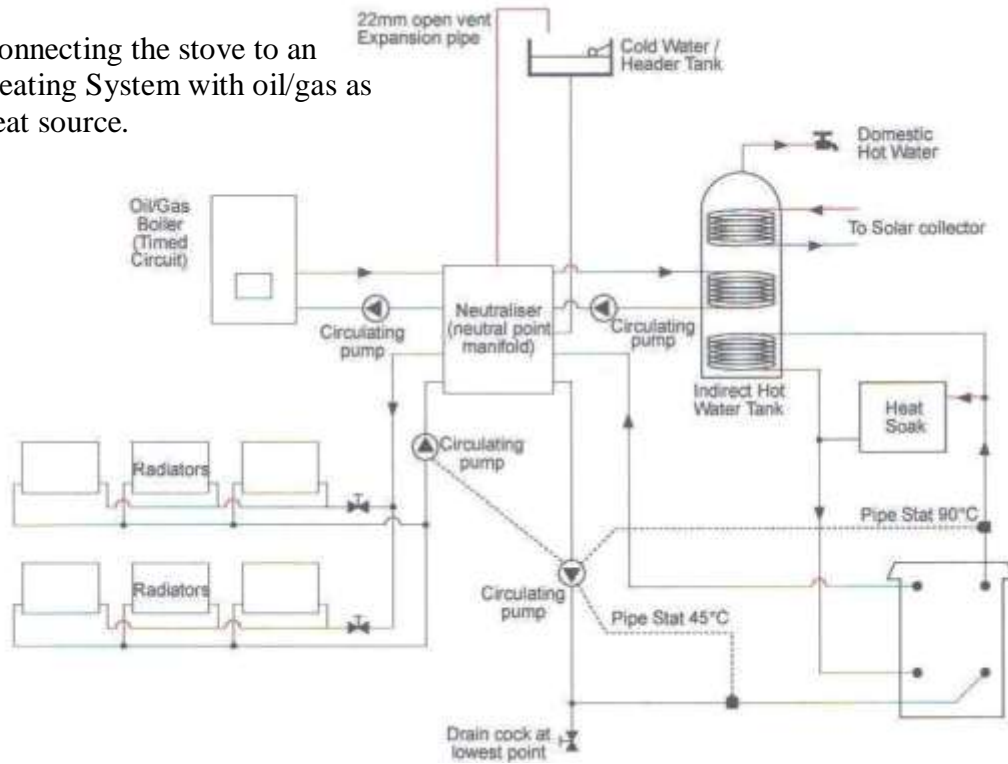 onnecting the stove to an
eating System with oil/gas as
eat source.
22mm open vent
Expansion pipe
Cold Water /
Header Tank
Domestic
Hot Water
Oil/Gas
Boiler
(Timed
Circuit)
To Solar collector
Neutraliser
(neutral point
manifold)
Circulating
pump
Circulating
pump
Indirect Hot
Water Tank
Heat
Soak
Circulating
pump
Radiators
Pipe Stat 90°C
Radiators
Circulating
pump
Pipe Stat 45°C
Drain cock at
lowest point